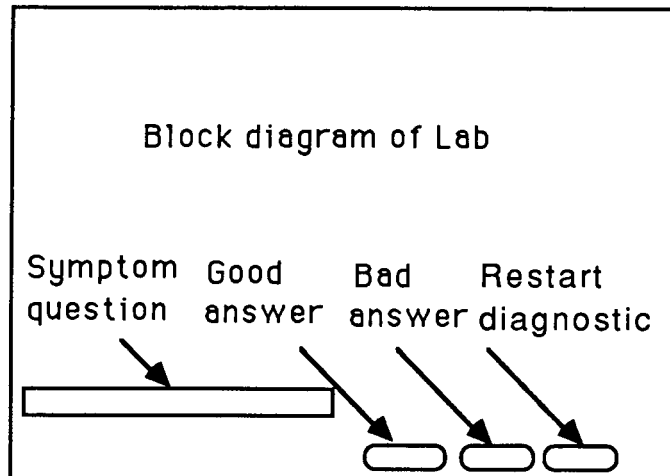 Block diagram of Lab
Symptom question
Good answer
Bad answer
Restart diagnostic